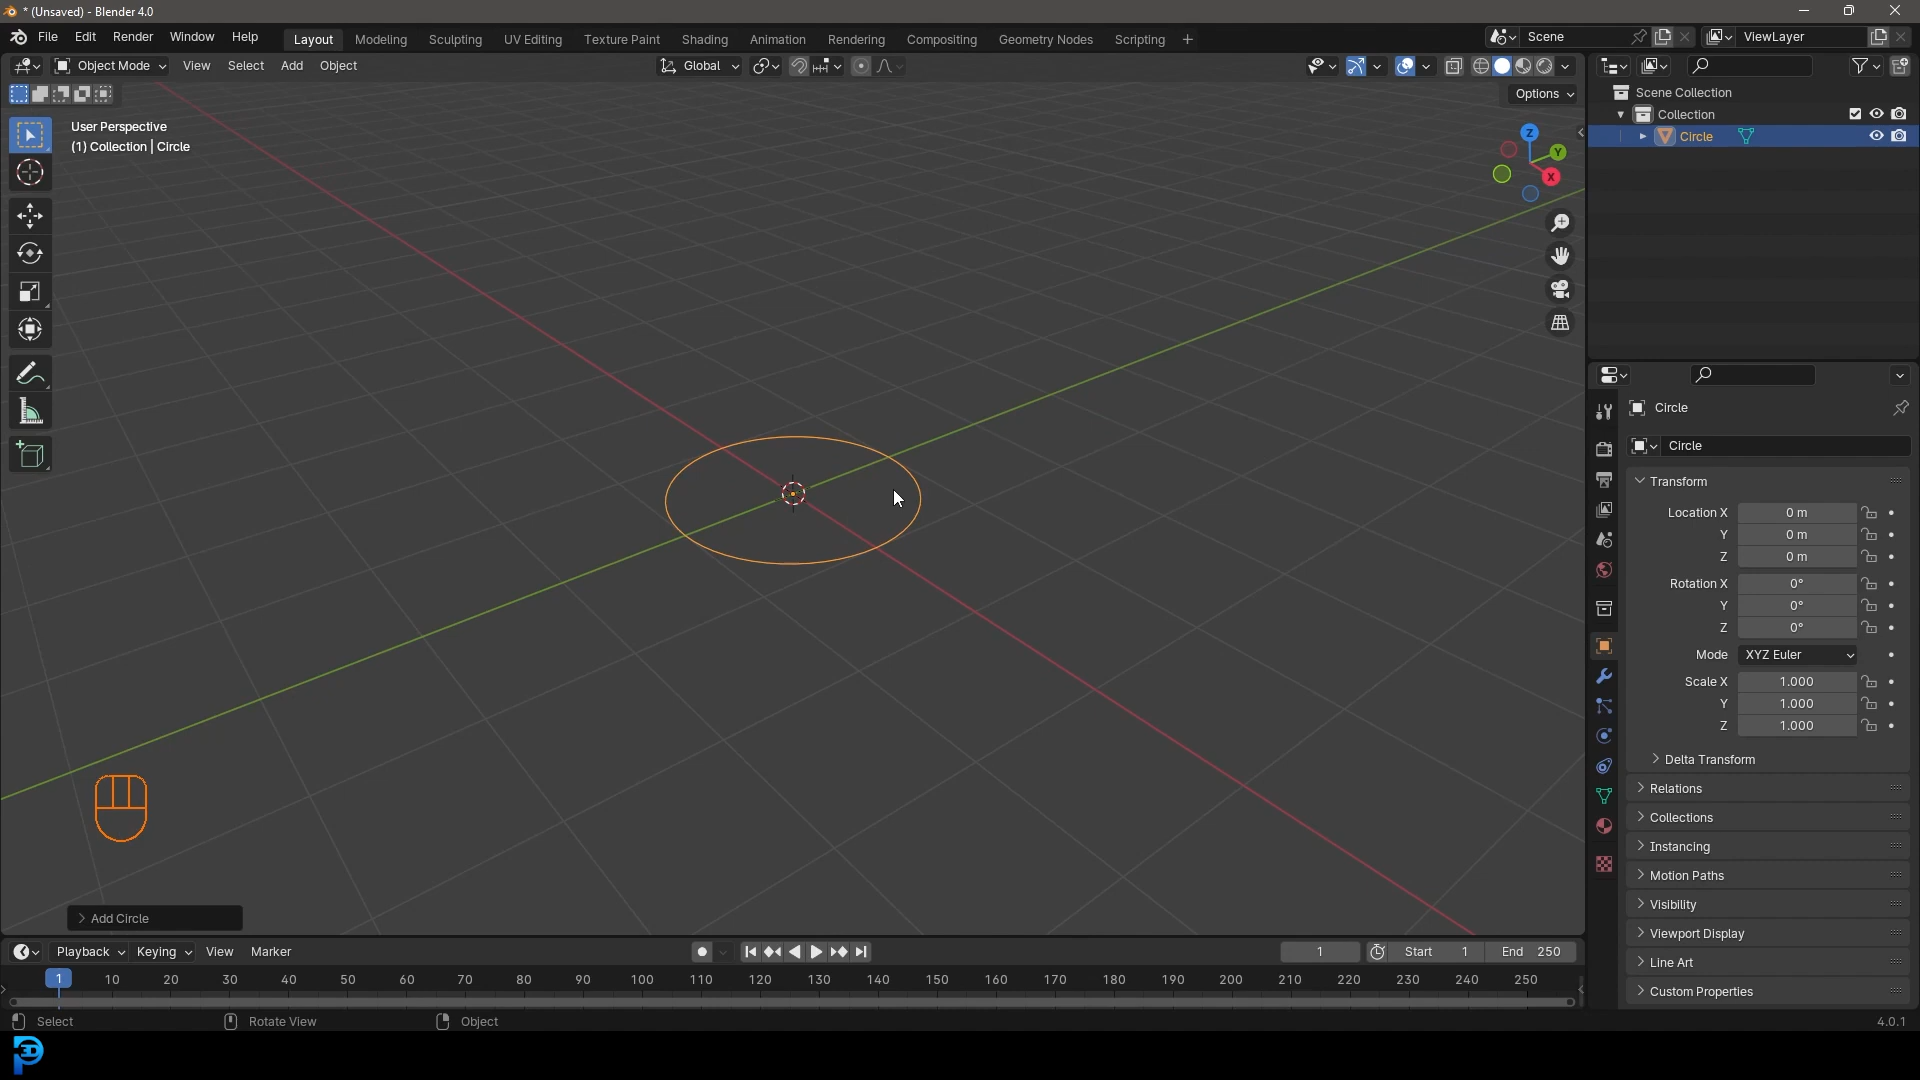 * (Unsaved) - Blender 4.0
File Edit Render Window Help Layout Modeling Sculpting UV Editing Texture Paint Shading Animation Rendering Compositing Geometry Nodes Scripting + Scene ViewLayer
Object Mode View Select Add Object Global
Options
User Perspective
(1) Collection | Circle
Z
Y
X
Add Circle
Scene Collection
Collection
Circle
Circle
Circle
Transform
Location X 0 m
Y 0 m
Z 0 m
Rotation X 0°
Y 0°
Z 0°
Mode XYZ Euler
Scale X 1.000
Y 1.000
Z 1.000
Delta Transform
Relations
Collections
Instancing
Motion Paths
Visibility
Viewport Display
Line Art
Custom Properties
Playback Keying View Marker 1 Start 1 End 250
1 10 20 30 40 50 60 70 80 90 100 110 120 130 140 150 160 170 180 190 200 210 220 230 240 250
Select Rotate View Object 4.0.1
3D